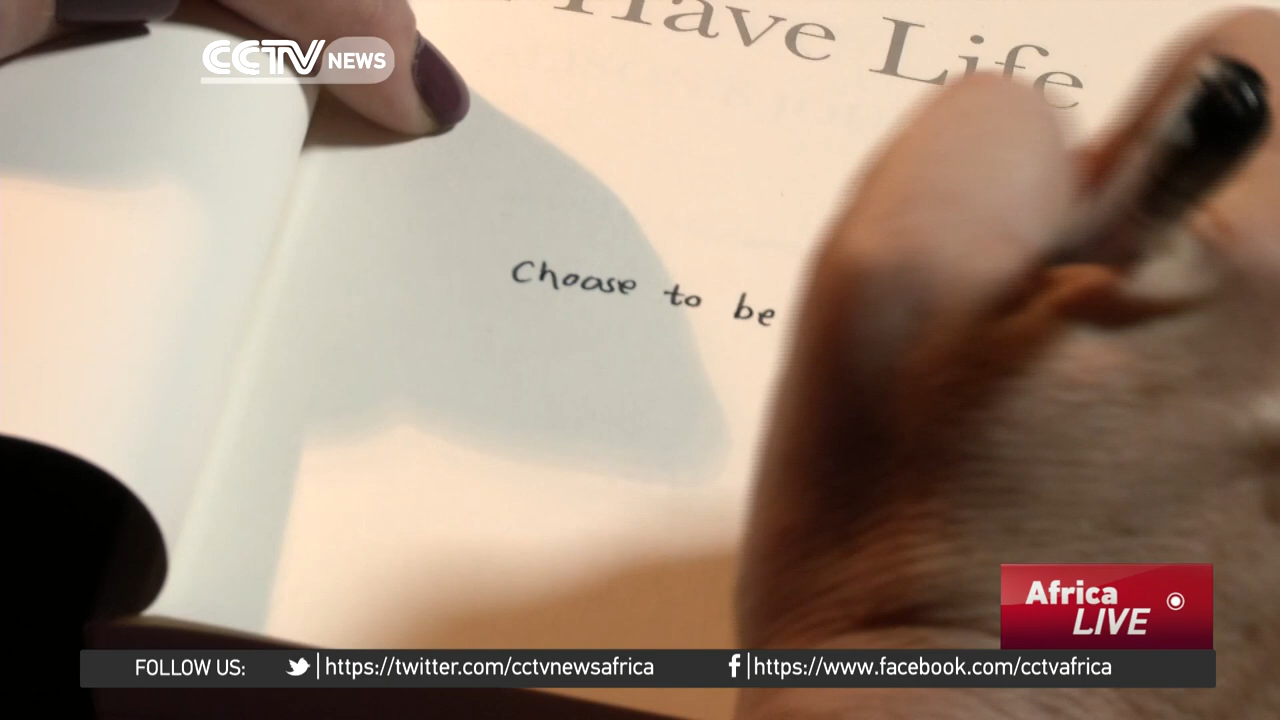 CCTV NEWS
Have Life
Choose to be
Africa
LIVE
FOLLOW US: https://twitter.com/cctvnewsafrica https://www.facebook.com/cctvafrica